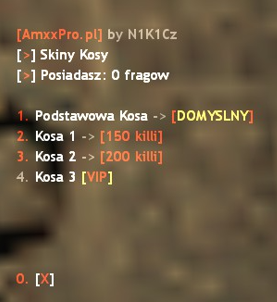 [AmxxPro.pl] by N1K1Cz
[>] Skiny Kosy
[>] Posiadasz: 0 fragow
1. Podstawowa Kosa -> [DOMYSLNY]
2. Kosa 1 -> [150 killi]
3. Kosa 2 -> [200 killi]
4. Kosa 3 [VIP]
0. [X]